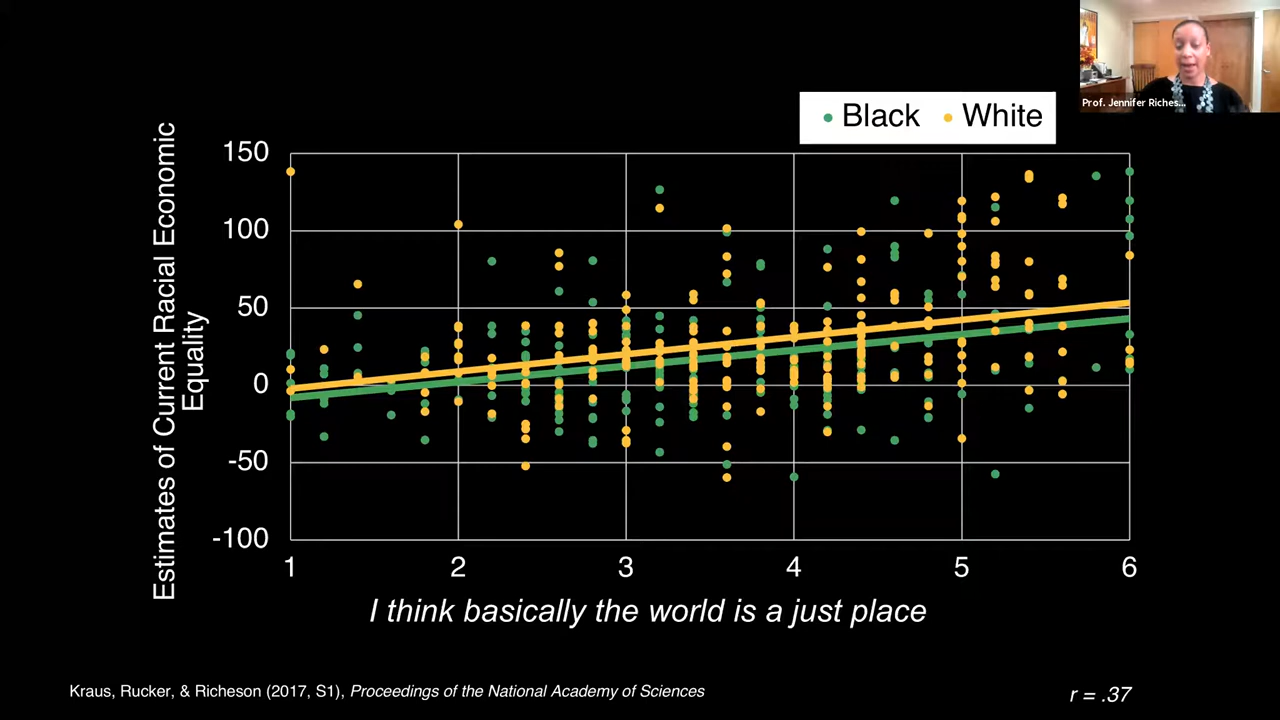 Prof. Jennifer Riches...
Black White
Estimates of Current Racial Economic
Equality
150
100
50
0
-50
-100
1 2 3 4 5 6
I think basically the world is a just place
Kraus, Rucker, & Richeson (2017, S1), Proceedings of the National Academy of Sciences
r = .37